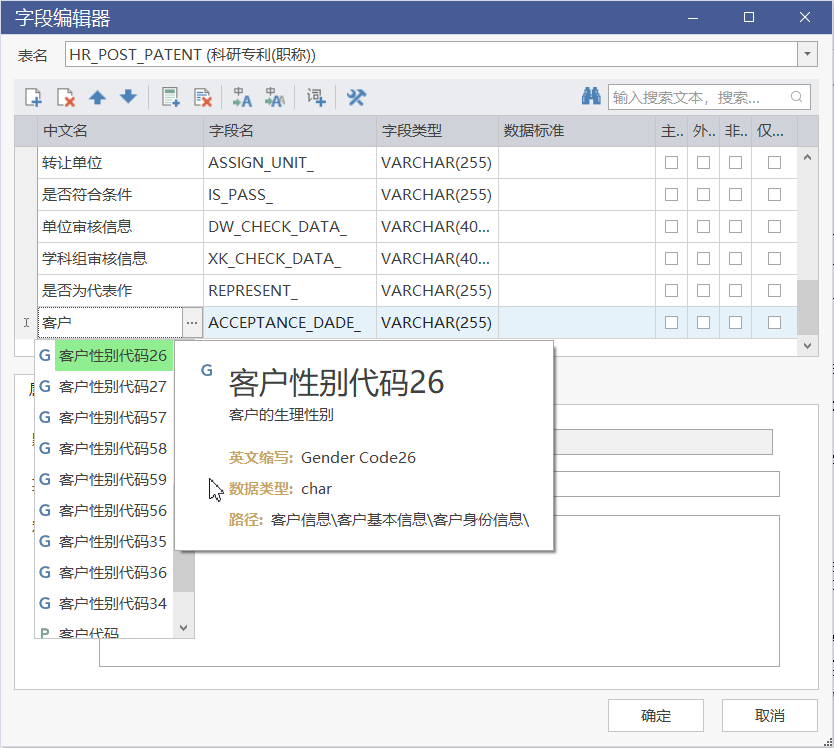 字段编辑器
表名 HR_POST_PATENT (科研专利(职称))
输入搜索文本，搜索...
中文名 字段名 字段类型 数据标准 主.. 外.. 非.. 仅...
转让单位 ASSIGN_UNIT_ VARCHAR(255)
是否符合条件 IS_PASS_ VARCHAR(255)
单位审核信息 DW_CHECK_DATA_ VARCHAR(40...
学科组审核信息 XK_CHECK_DATA_ VARCHAR(40...
是否为代表作 REPRESENT_ VARCHAR(255)
客户 ... ACCEPTANCE_DADE_ VARCHAR(255)
G 客户性别代码26
G 客户性别代码27
G 客户性别代码57
G 客户性别代码58
G 客户性别代码59
G 客户性别代码56
G 客户性别代码35
G 客户性别代码36
G 客户性别代码34
P 客户代码
G 客户性别代码26
客户的生理性别
英文缩写: Gender Code26
数据类型: char
路径: 客户信息\客户基本信息\客户身份信息\
确定 取消